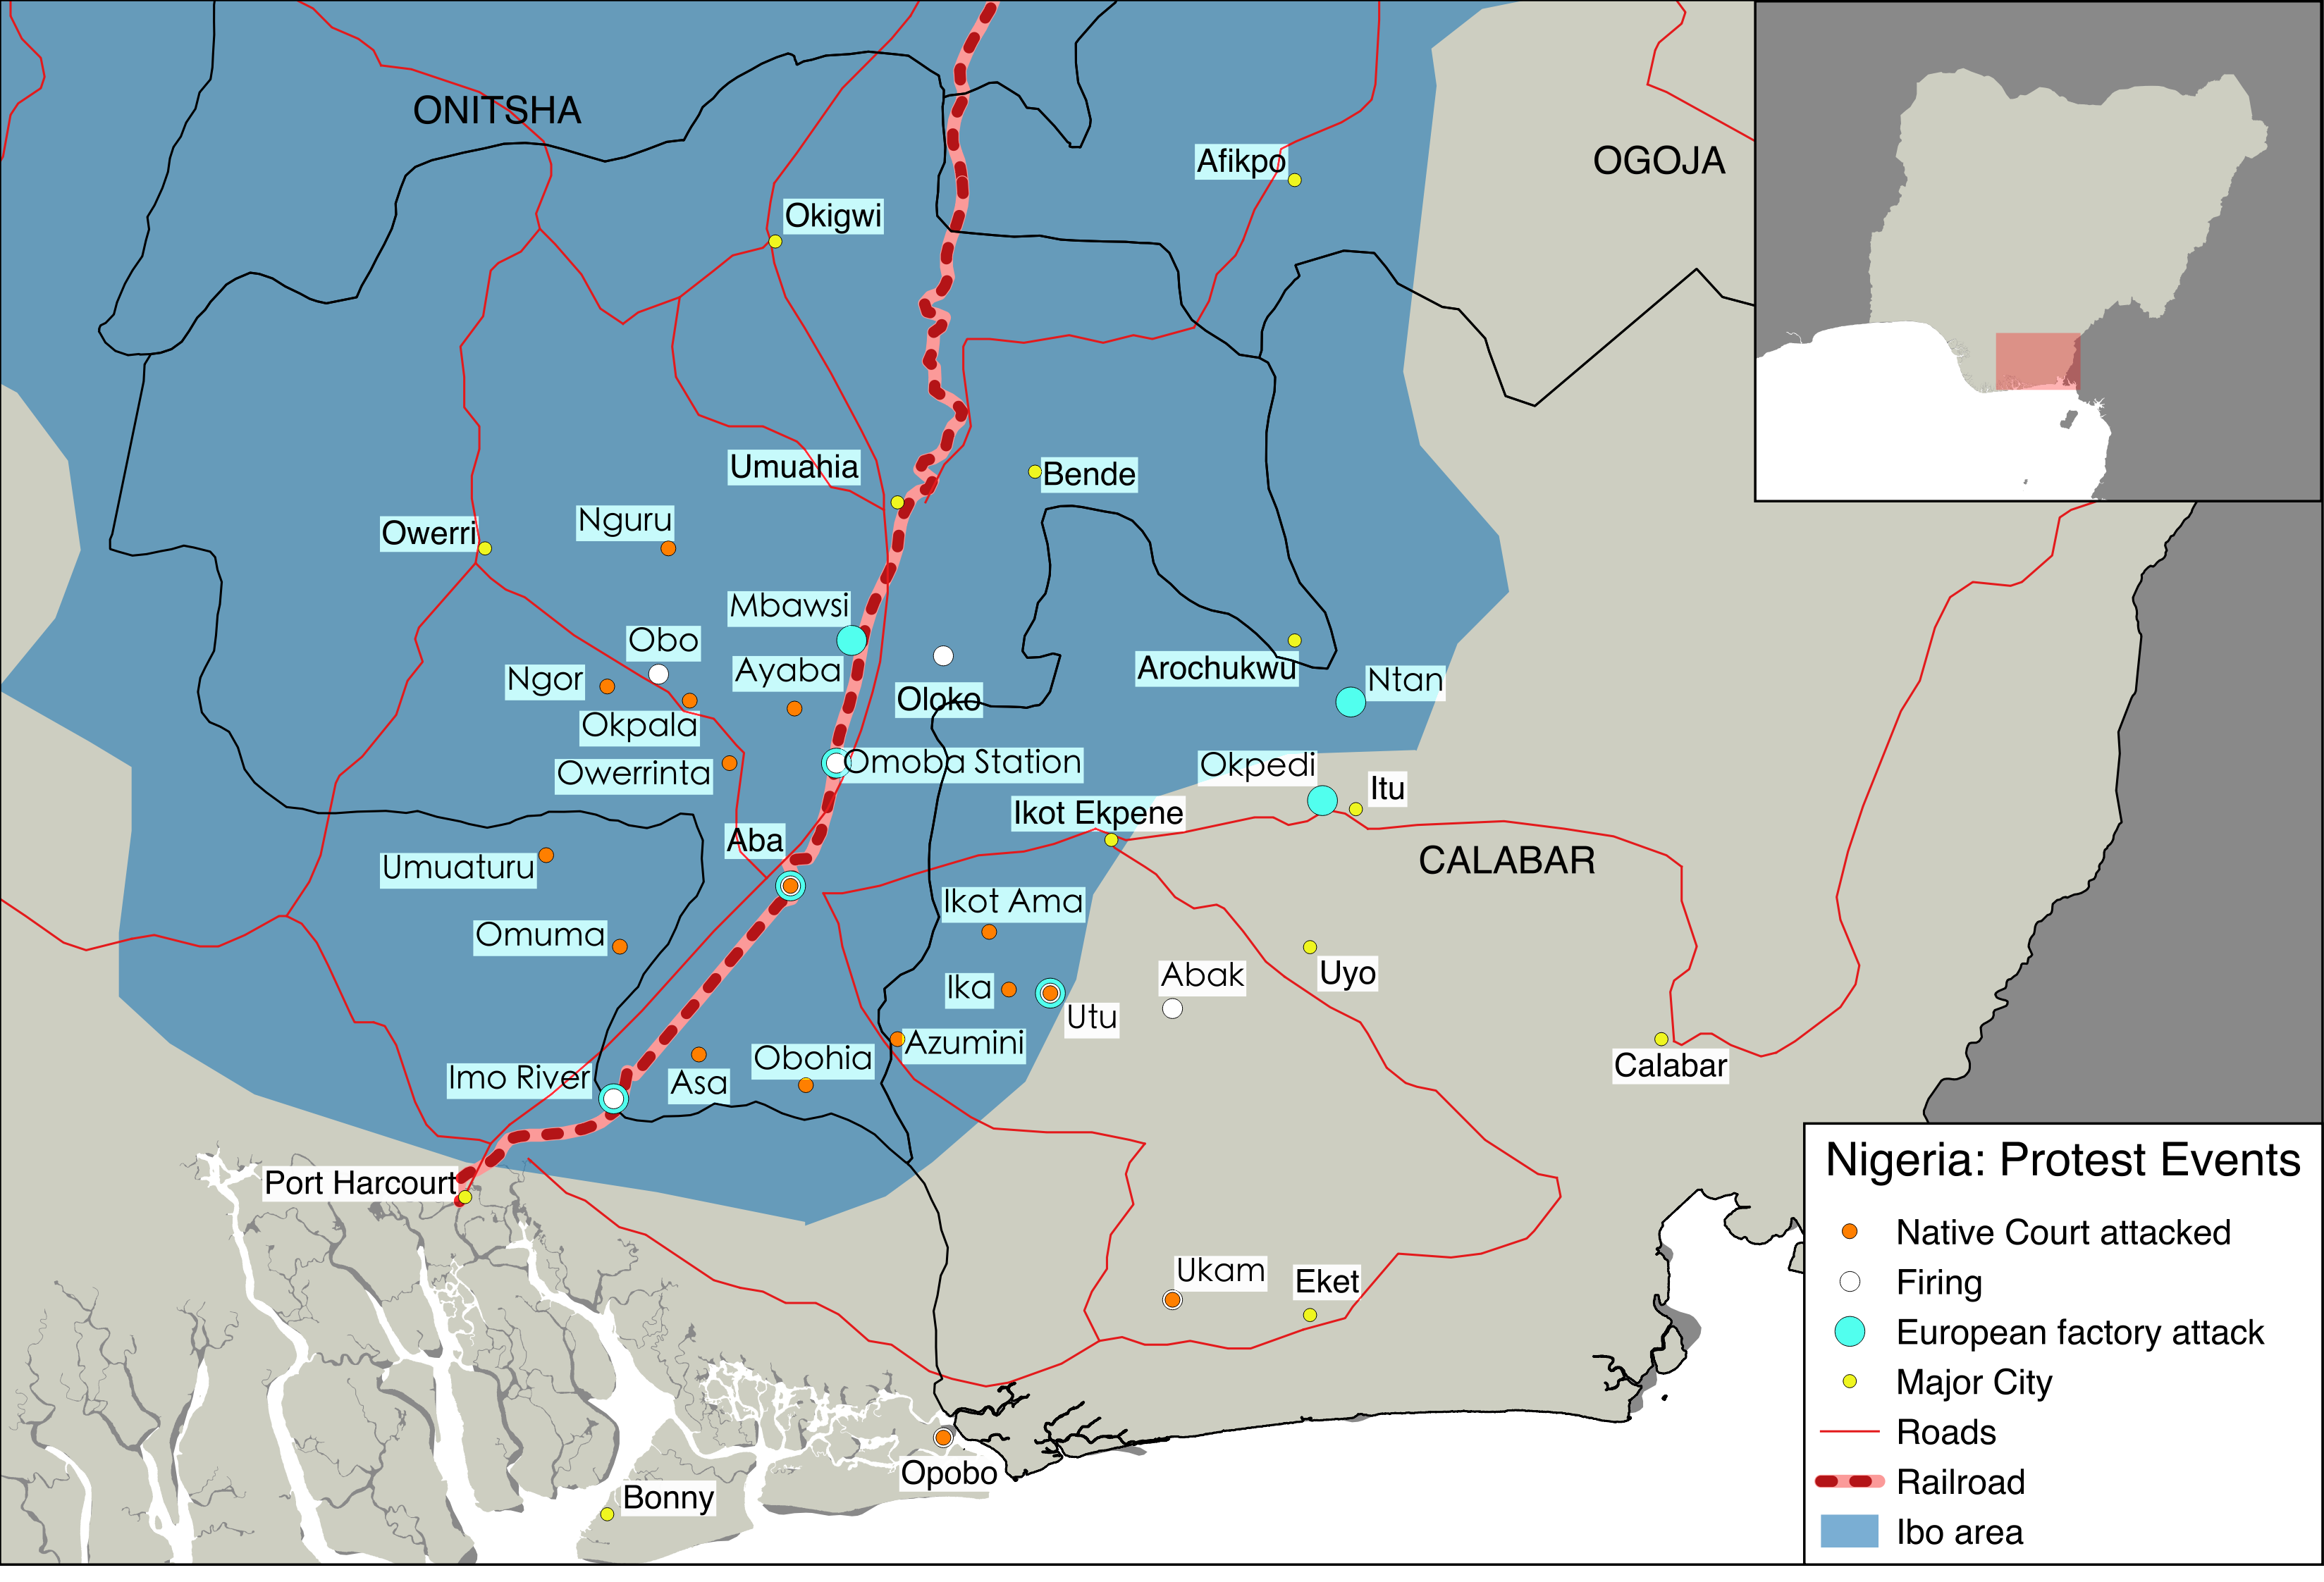 ONITSHA
Afikpo
OGOJA
Okigwi
Umuahia
Bende
Owerri
Nguru
Mbawsi
Obo
Ayaba
Ngor
Oloko
Arochukwu
Ntan
Okpala
Owerrinta
Omoba Station
Okpedi
Itu
Ikot Ekpene
Aba
CALABAR
Umuaturu
Ikot Ama
Omuma
Ika
Abak
Uyo
Utu
Azumini
Obohia
Imo River
Asa
Calabar
Port Harcourt
Ukam
Eket
Opobo
Bonny
Nigeria: Protest Events
Native Court attacked
Firing
European factory attack
Major City
Roads
Railroad
Ibo area